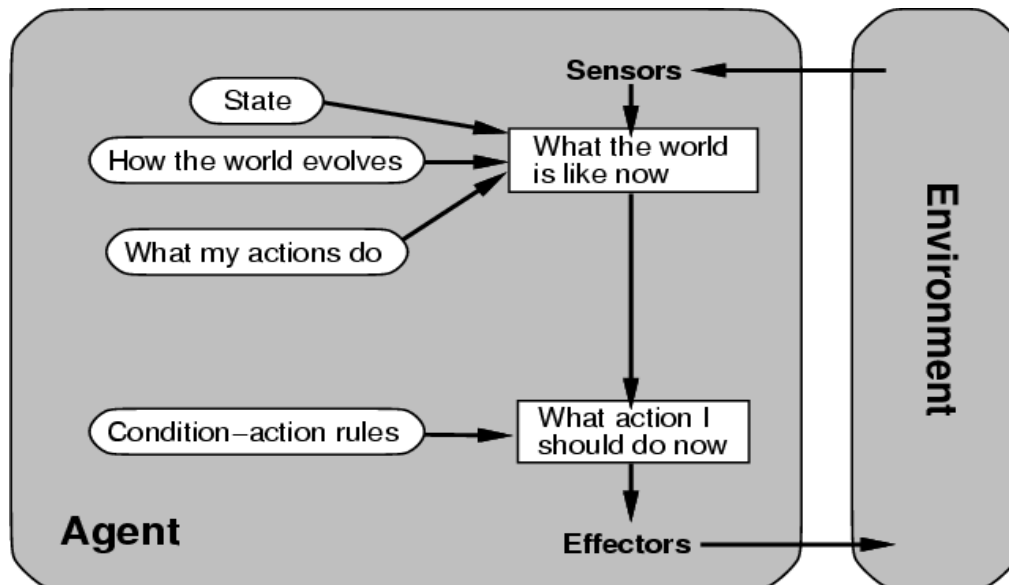 Sensors
State
What the world
is like now
How the world evolves
What my actions do
Environment
What action I
should do now
Condition−action rules
Agent
Effectors